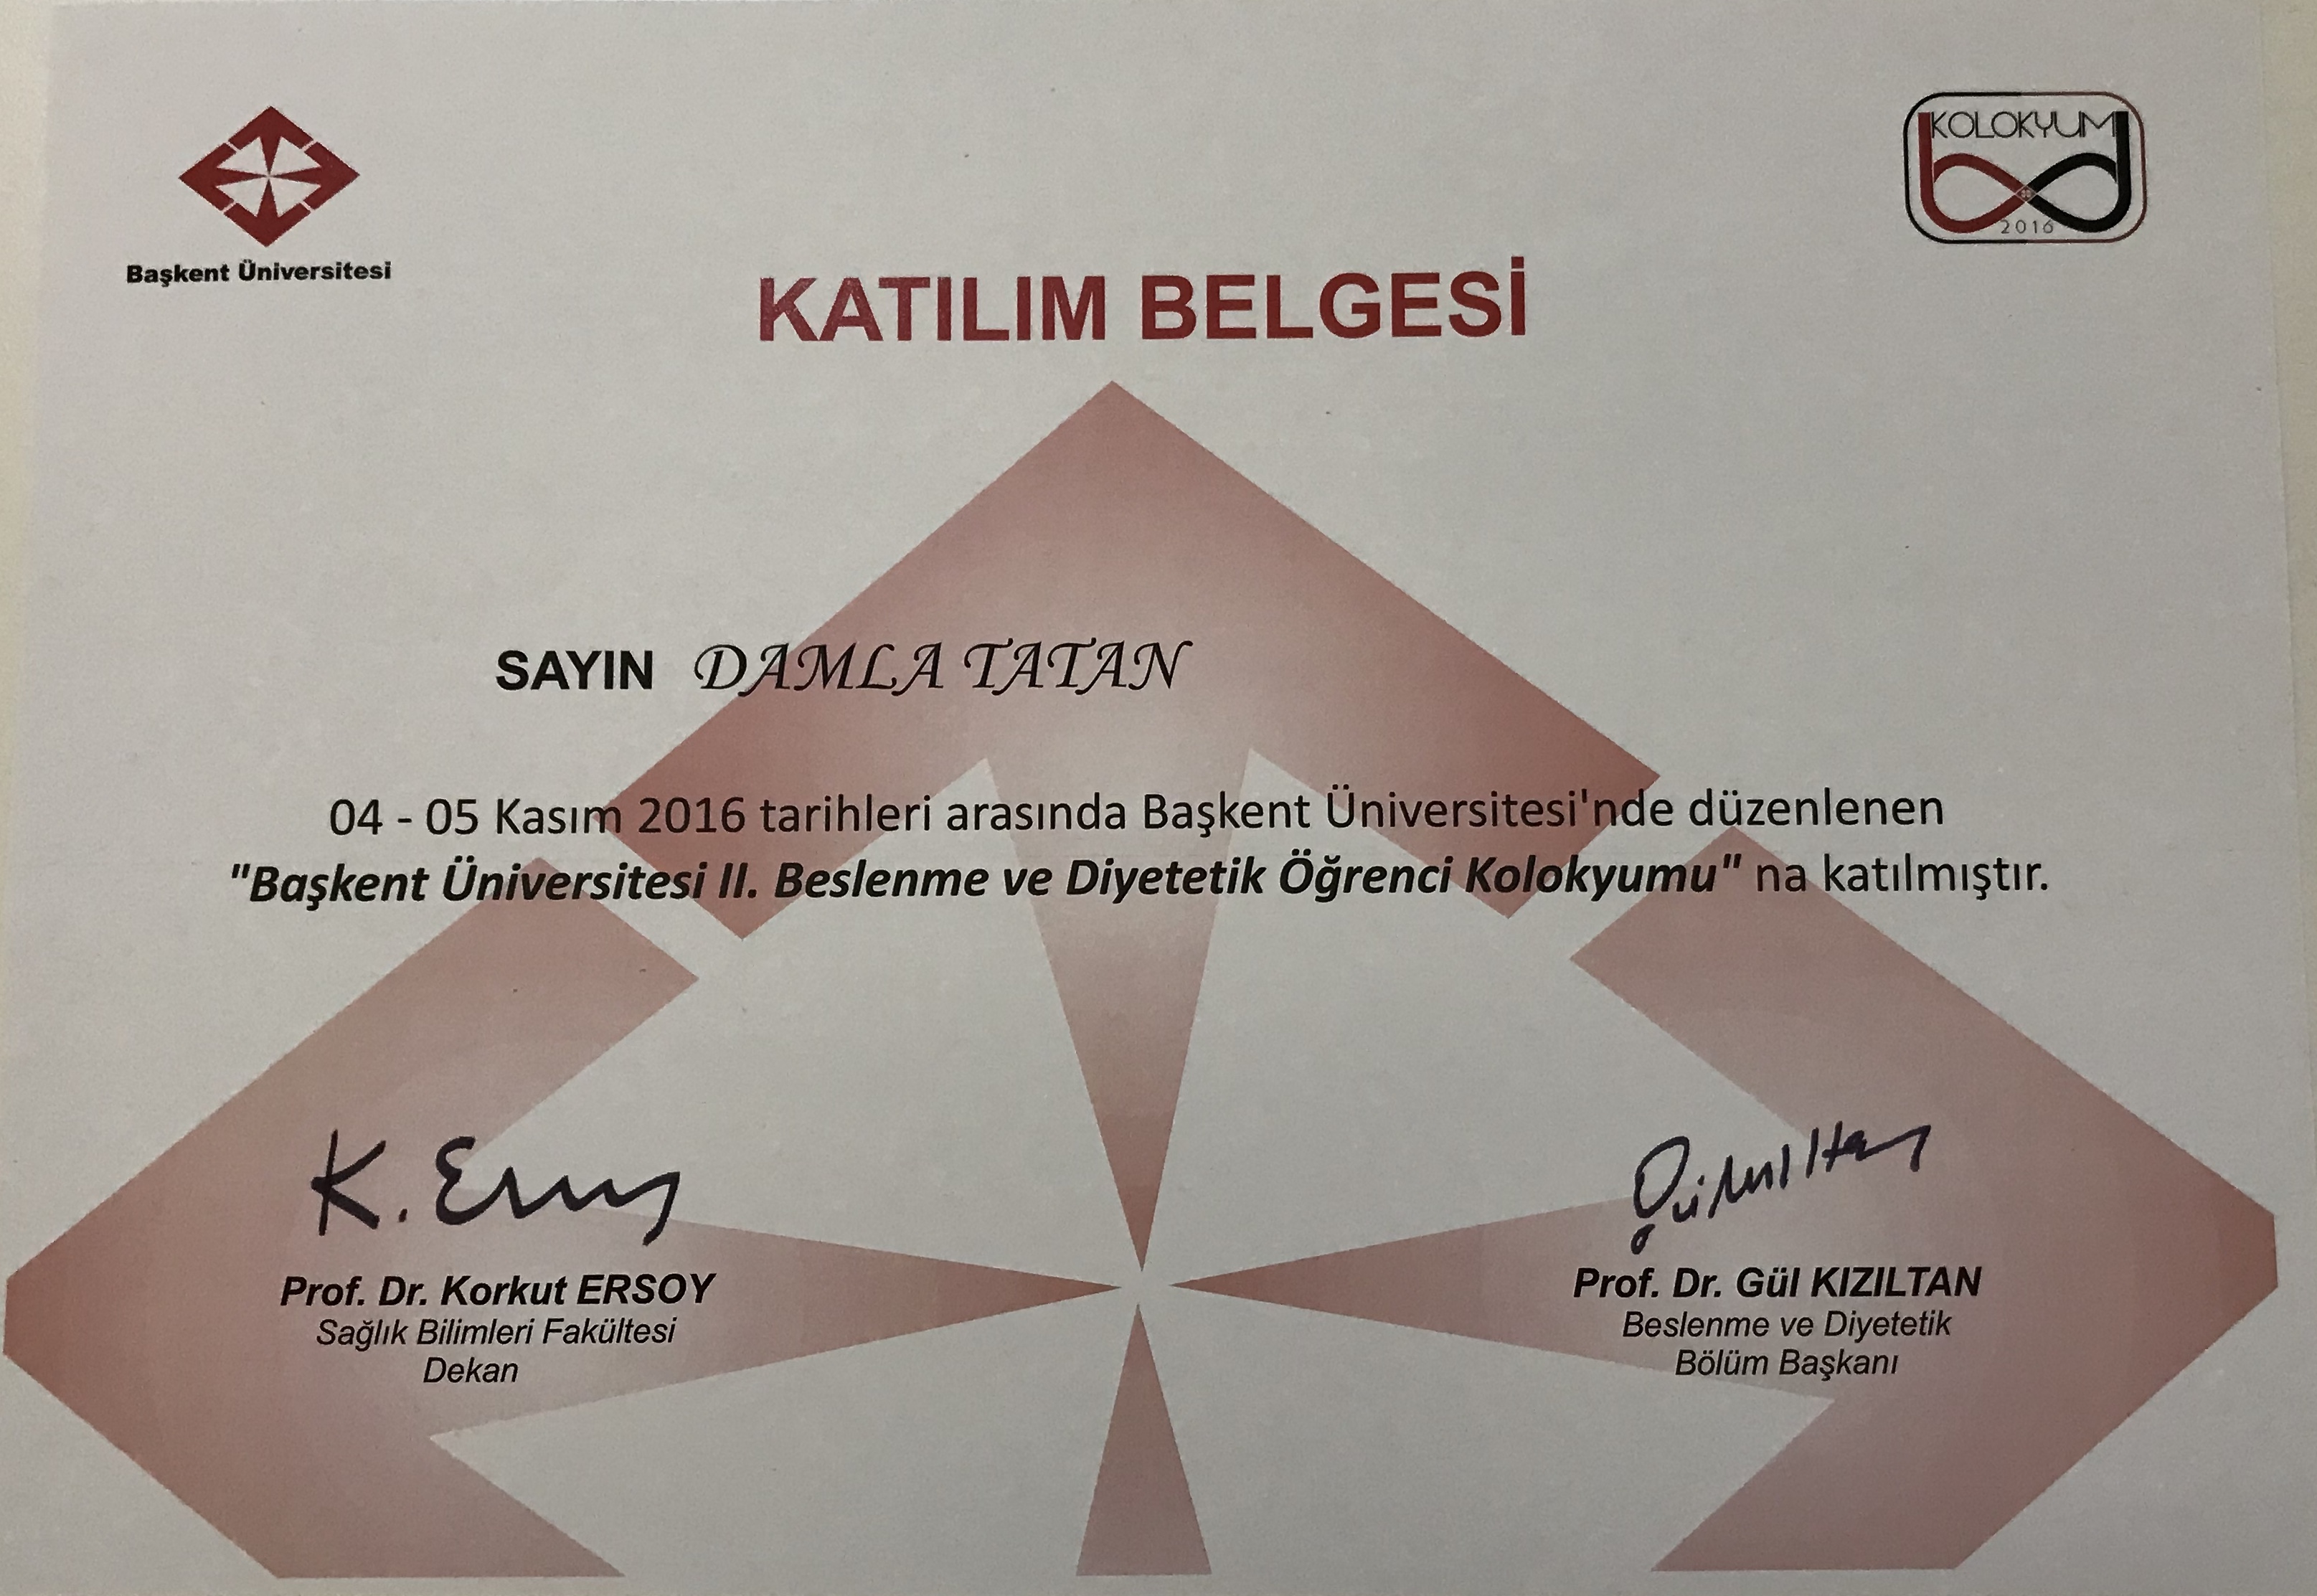 Başkent Üniversitesi
KOLOKYUM
bd
2016
KATILIM BELGESİ
SAYIN DAMLA TATAN
04 - 05 Kasım 2016 tarihleri arasında Başkent Üniversitesi'nde düzenlenen
"Başkent Üniversitesi II. Beslenme ve Diyetetik Öğrenci Kolokyumu" na katılmıştır.
K. Ersoy
Prof. Dr. Korkut ERSOY
Sağlık Bilimleri Fakültesi
Dekan
Prof. Dr. Gül KIZILTAN
Beslenme ve Diyetetik
Bölüm Başkanı